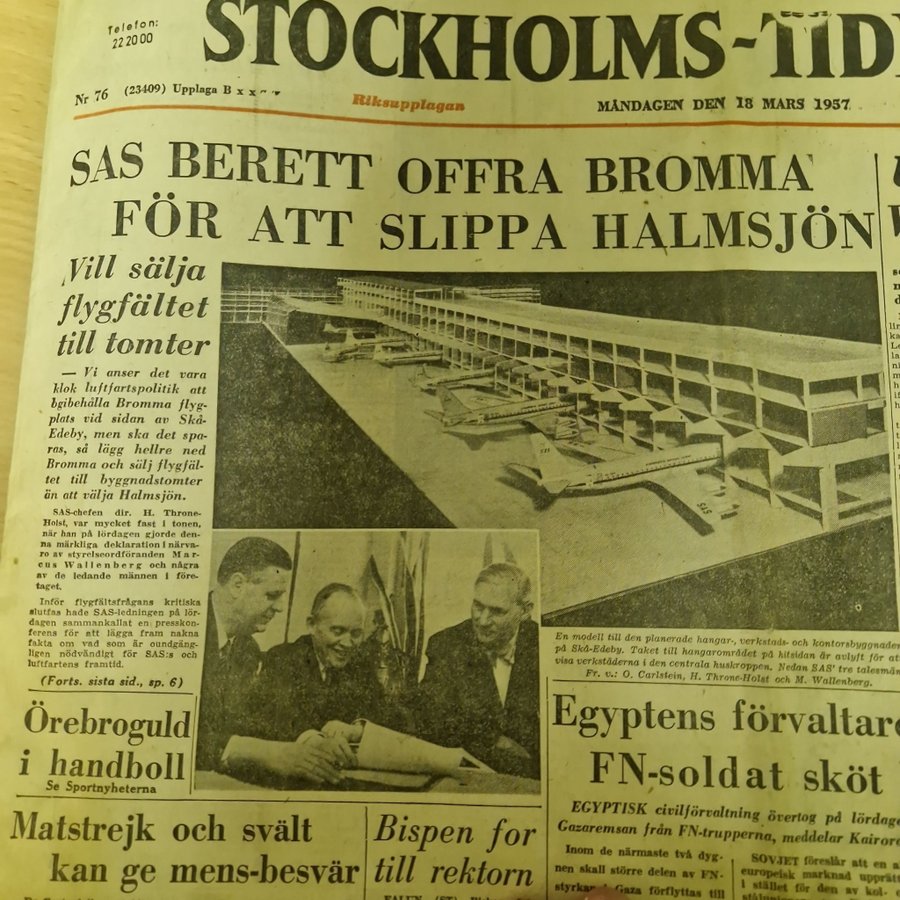 Telefon:
22 20 00
STOCKHOLMS-TID
Nr 76 (23409) Upplaga B
Riksupplagan
MÅNDAGEN DEN 18 MARS 1957
SAS BERETT OFFRA BROMMA
FÖR ATT SLIPPA HALMSJÖN
Vill sälja
flygfältet
till tomter
— Vi anser det vara
klok luftfartspolitik att
bgibehålla Bromma flyg-
plats vid sidan av Skå-
Edeby, men ska det spa-
ras, så lägg hellre ned
Bromma och sälj flygfäl-
tet till byggnadstomter
än att välja Halmsjön.
SAS-chefen dir. H. Throne-
Holst, var mycket fast i tonen,
när han på lördagen gjorde den-
na märkliga deklaration i närva-
ro av styrelseordföranden Mar-
cus Wallenberg och några
av de ledande männen i före-
taget.
Inför flygfältsfrågans kritiska
slutfas hade SAS-ledningen på lör-
dagen sammankallat en presskon-
ferens för att lägga fram nakna
fakta om vad som är oundgäng-
ligen nödvändigt för SAS:s och
luftfartens framtid.
(Forts. sista sid., sp. 6)
SAS
En modell till den planerade hangar-, verkstads- och kontorsbyggnaden
på Skå-Edeby. Taket till hangarområdet på hitsidan är avlyft för att
visa verkstäderna i den centrala huskroppen. Nedan SAS' tre talesmän
Fr. v.: O. Carlstein, H. Throne-Holst och M. Wallenberg.
Örebroguld
i handboll
Se Sportnyheterna
Matstrejk och svält
kan ge mens-besvär
Bispen for
till rektorn
Egyptens förvaltare
FN-soldat sköt
EGYPTISK civilförvaltning övertog på lördage
Gazaremsan från FN-trupperna, meddelar Kairo
Inom de närmaste två dyg-
nen skall större delen av FN-
styrkan i Gaza förflyttas till
SOVJET föreslår att en a
europeisk marknad upprätt
i stället för den av kol- o